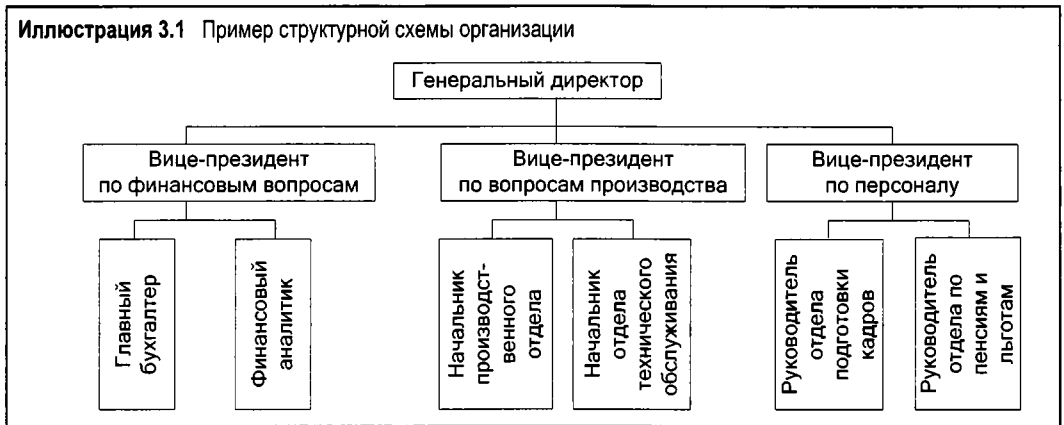 Иллюстрация 3.1 Пример структурной схемы организации
Генеральный директор
Вице-президент
по финансовым вопросам
Вице-президент
по вопросам производства
Вице-президент
по персоналу
Главный
бухгалтер
Финансовый
аналитик
Начальник
производст-
венного
отдела
Начальник
отдела
технического
обслуживания
Руководитель
отдела
подготовки
кадров
Руководитель
отдела по
пенсиям и
льготам